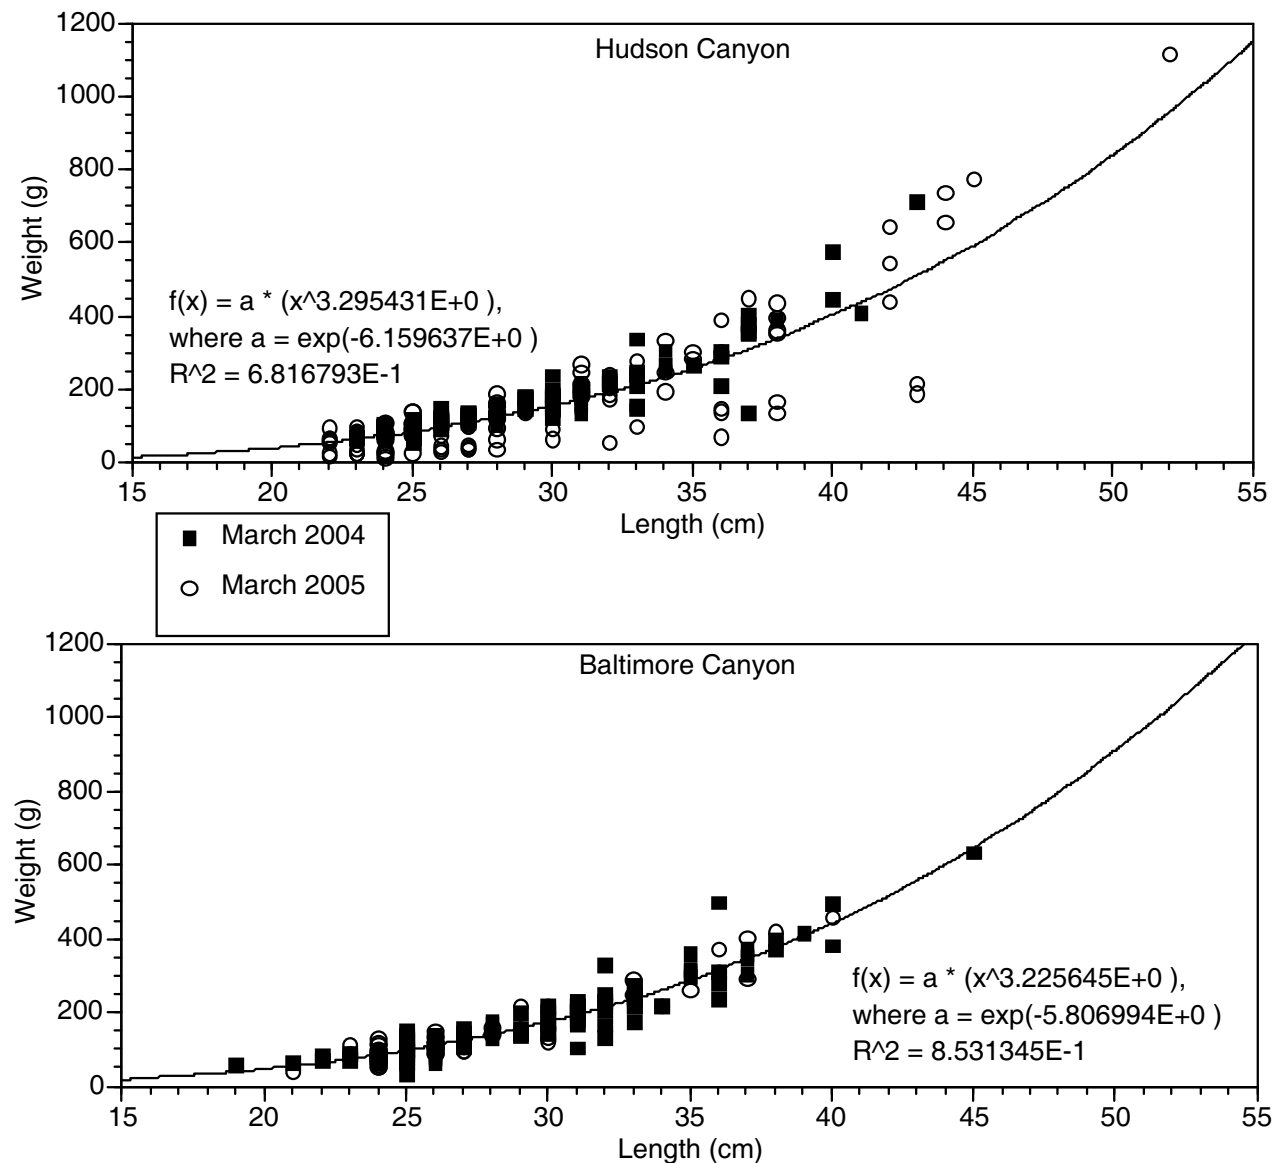 Hudson Canyon
1200
1000
800
600
400
200
0
Weight (g)
f(x) = a * (x^3.295431E+0 ),
where a = exp(-6.159637E+0 )
R^2 = 6.816793E-1
15 20 25 30 35 40 45 50 55
Length (cm)
March 2004
March 2005
Baltimore Canyon
1200
1000
800
600
400
200
0
Weight (g)
f(x) = a * (x^3.225645E+0 ),
where a = exp(-5.806994E+0 )
R^2 = 8.531345E-1
15 20 25 30 35 40 45 50 55
Length (cm)